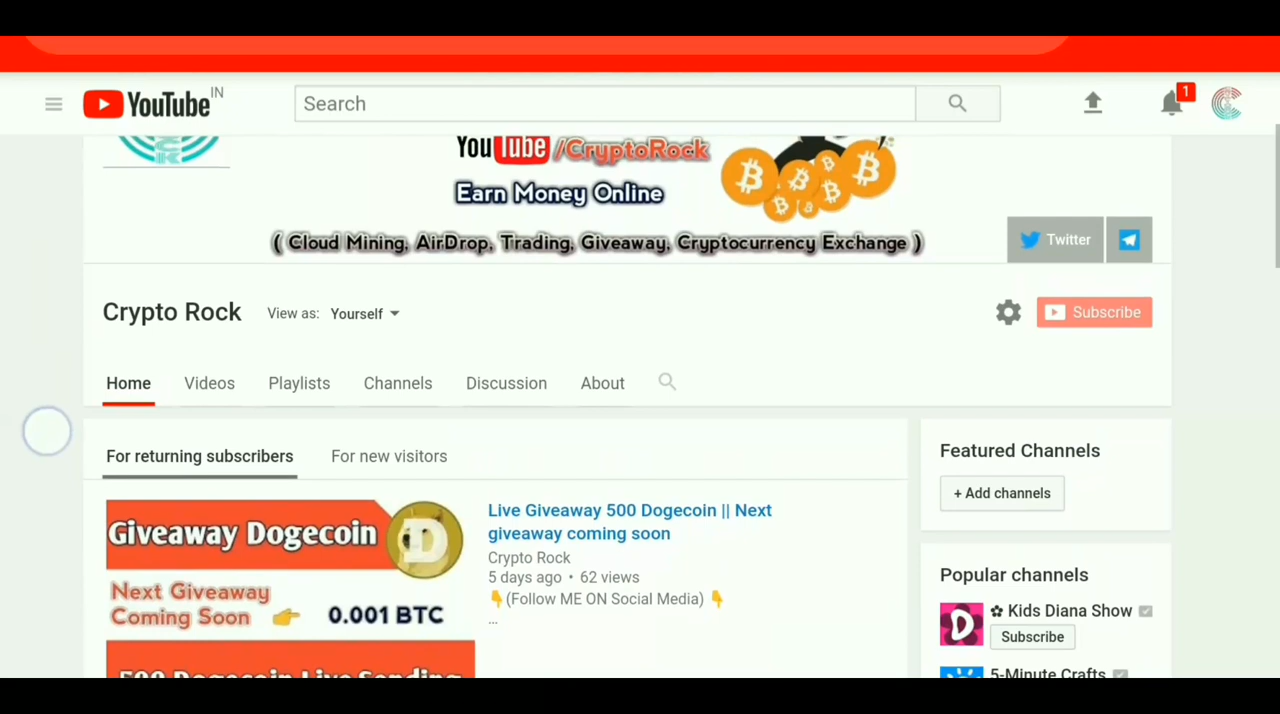 YouTube IN
Search
1
YouTube/CryptoRock
Earn Money Online
( Cloud Mining, AirDrop, Trading, Giveaway, Cryptocurrency Exchange )
Twitter
Crypto Rock
View as: Yourself
Subscribe
Home Videos Playlists Channels Discussion About
For returning subscribers For new visitors
Giveaway Dogecoin
Next Giveaway
Coming Soon 👉 0.001 BTC
500 Dogecoin Live Sending
Live Giveaway 500 Dogecoin || Next
giveaway coming soon
Crypto Rock
5 days ago • 62 views
👇(Follow ME ON Social Media) 👇
...
Featured Channels
+ Add channels
Popular channels
✿ Kids Diana Show
Subscribe
5-Minute Crafts